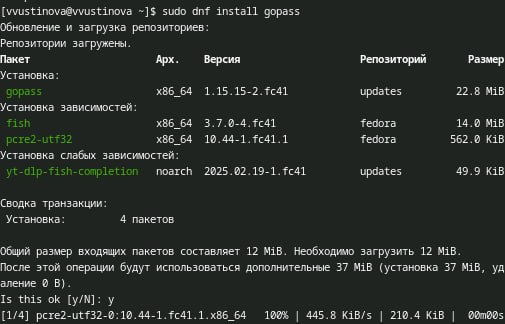 [vvustinova@vvustinova ~]$ sudo dnf install gopass
Обновление и загрузка репозиториев:
Репозитории загружены.
Пакет Арх. Версия Репозиторий Размер
Установка:
gopass x86_64 1.15.15-2.fc41 updates 22.8 MiB
Установка зависимостей:
fish x86_64 3.7.0-4.fc41 fedora 14.0 MiB
pcre2-utf32 x86_64 10.44-1.fc41.1 fedora 562.0 KiB
Установка слабых зависимостей:
yt-dlp-fish-completion noarch 2025.02.19-1.fc41 updates 49.9 KiB
Сводка транзакции:
Установка: 4 пакетов
Общий размер входящих пакетов составляет 12 MiB. Необходимо загрузить 12 MiB.
После этой операции будут использоваться дополнительные 37 MiB (установка 37 MiB, уд
аление 0 B).
Is this ok [y/N]: y
[1/4] pcre2-utf32-0:10.44-1.fc41.1.x86_64 100% | 445.8 KiB/s | 210.4 KiB | 00m00s